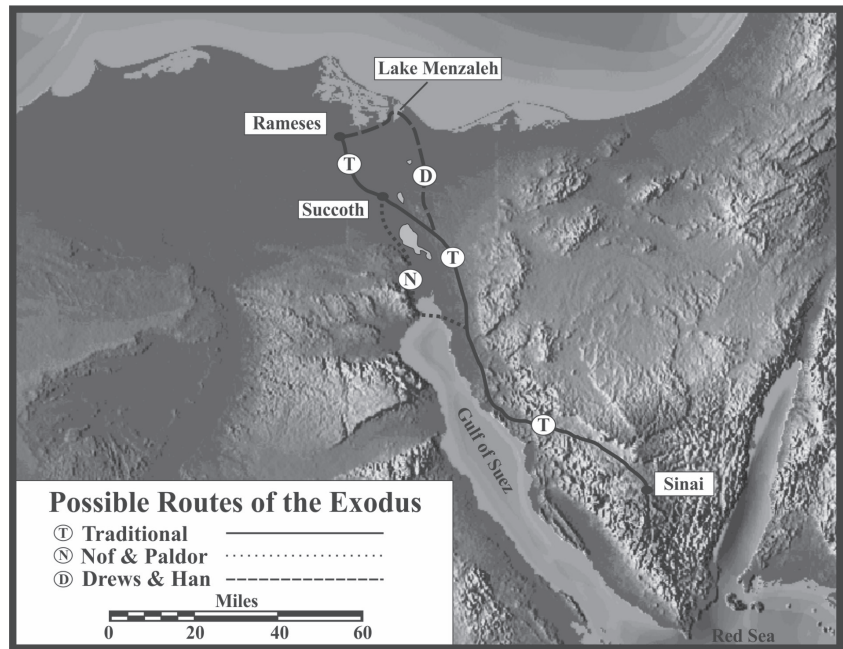 Lake Menzaleh
Rameses
T
D
Succoth
T
N
Gulf of Suez
T
Sinai
Possible Routes of the Exodus
T Traditional
N Nof & Paldor
D Drews & Han
Miles
0 20 40 60
Red Sea